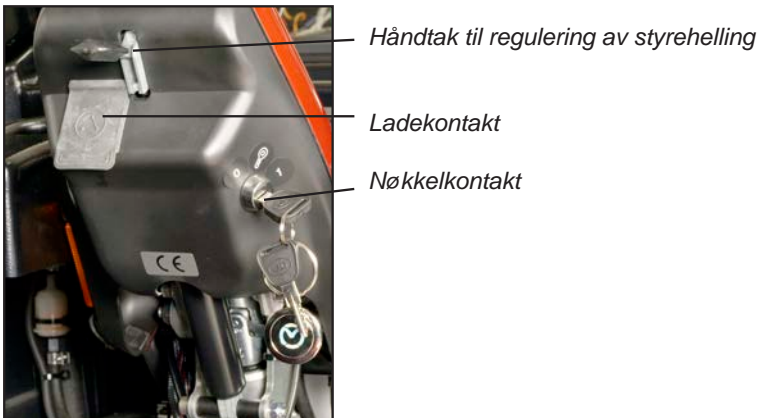 Håndtak til regulering av styrehelling
Ladekontakt
Nøkkelkontakt
0
1
CE